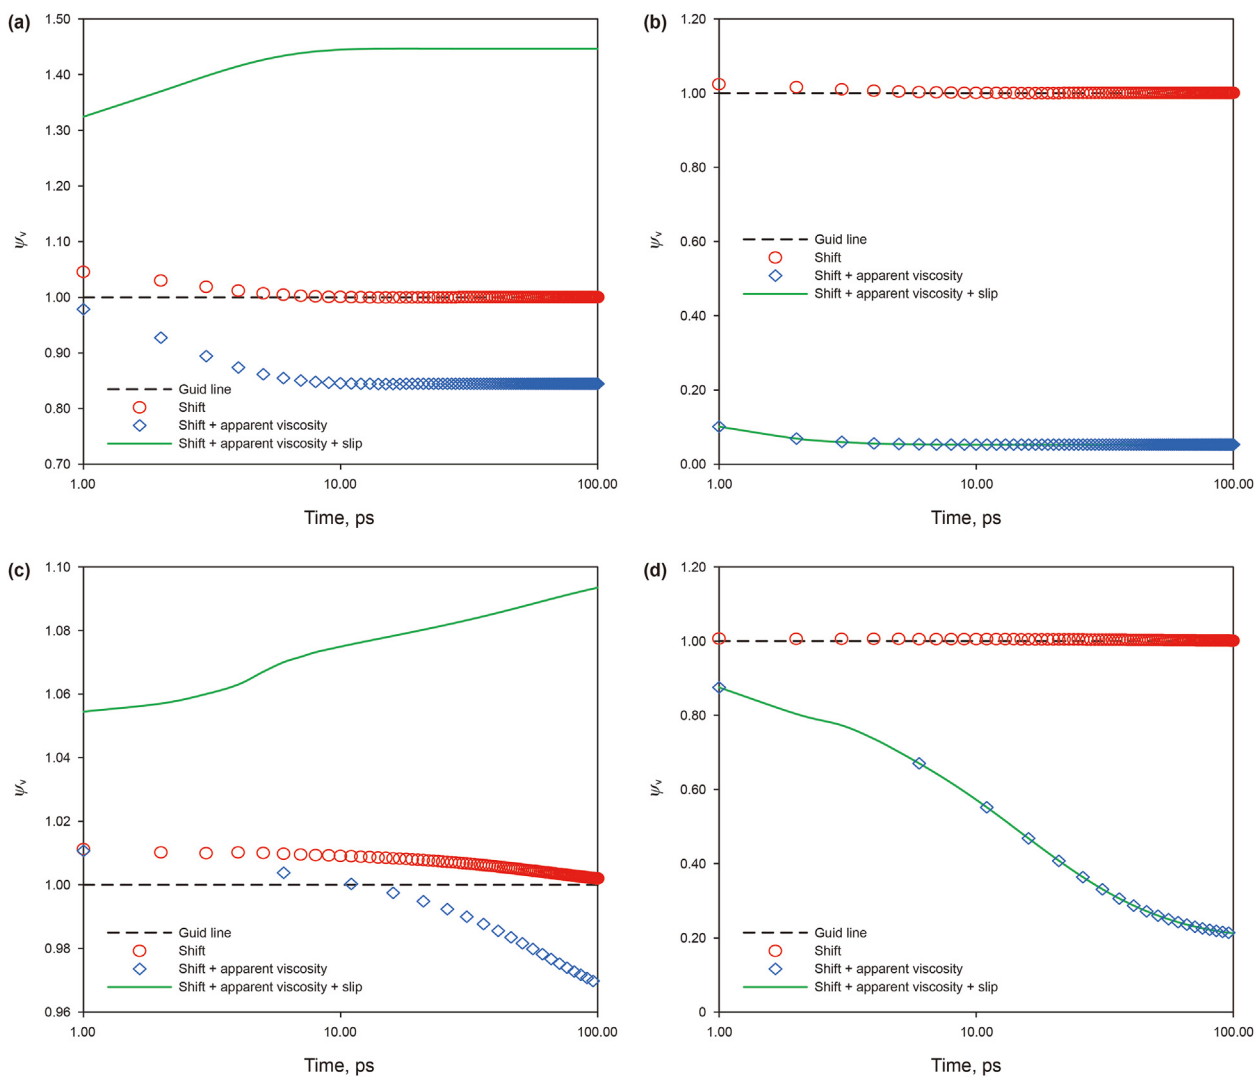 (a)
1.50
1.40
1.30
1.20
1.10
1.00
0.90
0.80
0.70
ψv
Guid line
Shift
Shift + apparent viscosity
Shift + apparent viscosity + slip
1.00
10.00
100.00
Time, ps
(b)
1.20
1.00
0.80
0.60
0.40
0.20
0.00
ψv
Guid line
Shift
Shift + apparent viscosity
Shift + apparent viscosity + slip
1.00
10.00
100.00
Time, ps
(c)
1.10
1.08
1.06
1.04
1.02
1.00
0.98
0.96
ψv
Guid line
Shift
Shift + apparent viscosity
Shift + apparent viscosity + slip
1.00
10.00
100.00
Time, ps
(d)
1.20
1.00
0.80
0.60
0.40
0.20
0
ψv
Guid line
Shift
Shift + apparent viscosity
Shift + apparent viscosity + slip
1.00
10.00
100.00
Time, ps